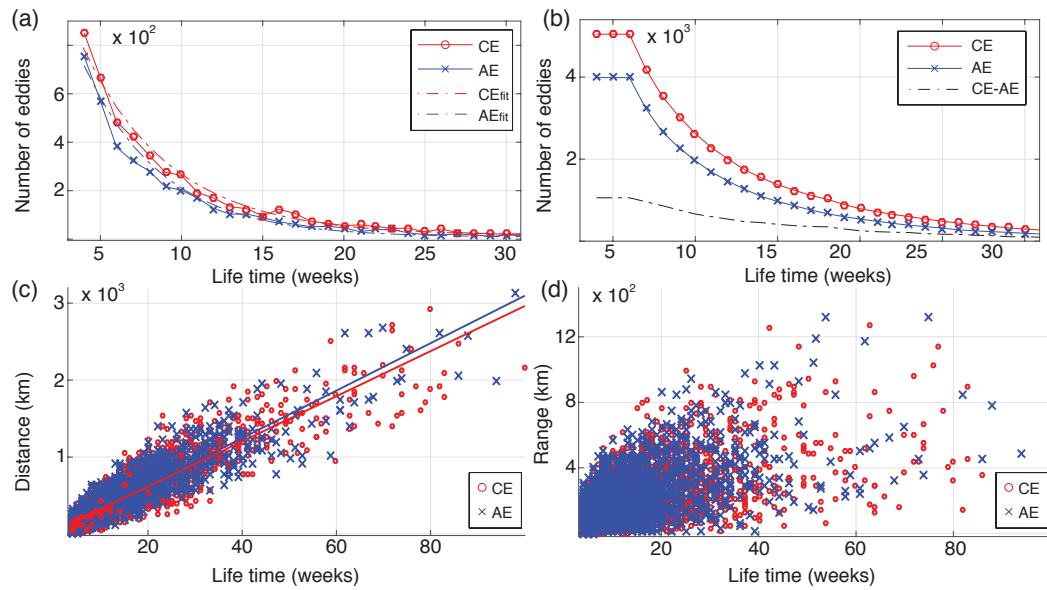 (a)
x 10²
CE
AE
CEfit
AEfit
Number of eddies
8
6
4
2
5
10
15
20
25
30
Life time (weeks)
(b)
x 10³
CE
AE
CE-AE
Number of eddies
4
2
5
10
15
20
25
30
Life time (weeks)
(c)
x 10³
Distance (km)
3
2
1
20
40
60
80
CE
AE
Life time (weeks)
(d)
x 10²
Range (km)
12
8
4
20
40
60
80
CE
AE
Life time (weeks)